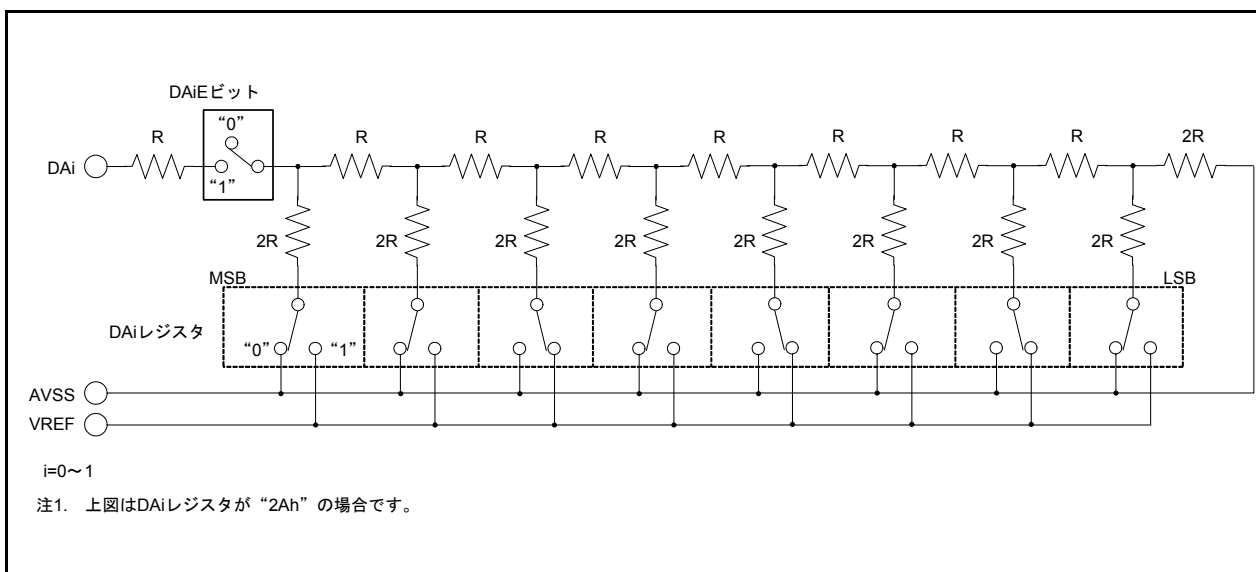 DAiEビット
“0”
“1”
DAi
R R R R R R R R 2R
2R 2R 2R 2R 2R 2R 2R 2R
MSB LSB
DAiレジスタ
“0” “1”
AVSS
VREF
i=0～1
注1. 上図はDAiレジスタが“2Ah”の場合です。